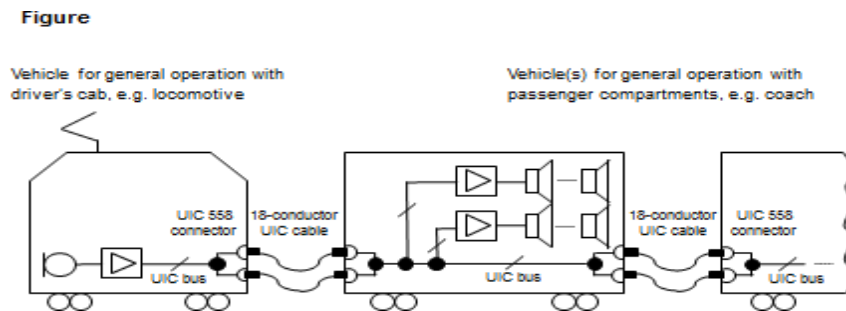 Figure
Vehicle for general operation with
driver's cab, e.g. locomotive
Vehicle(s) for general operation with
passenger compartments, e.g. coach
UIC 558
connector
18-conductor
UIC cable
18-conductor
UIC cable
UIC 558
connector
UIC bus
UIC bus
UIC bus